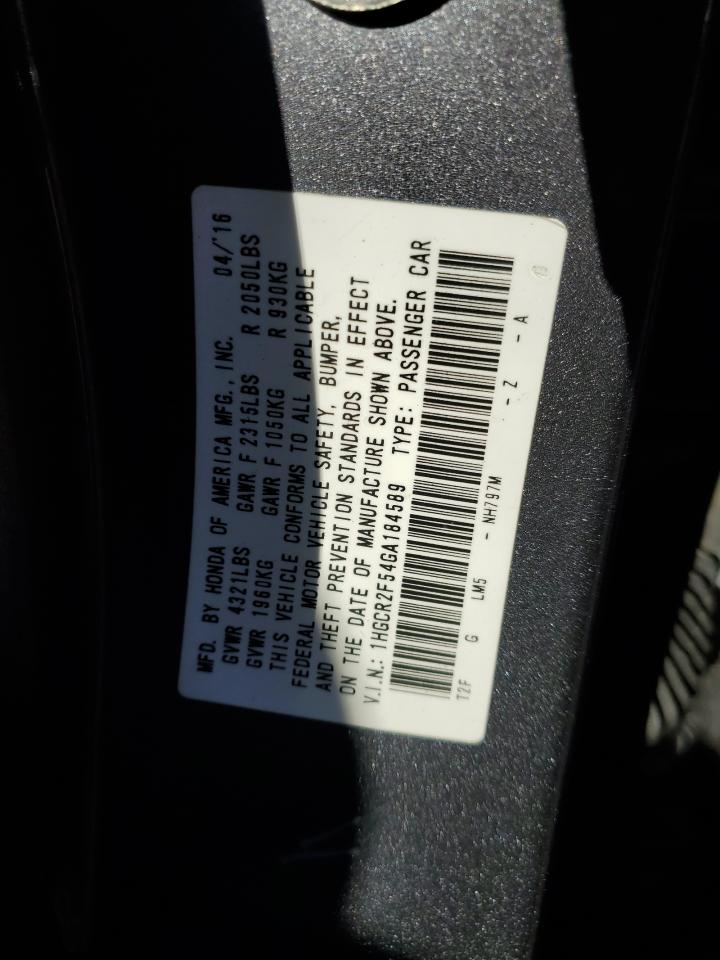 MFD. BY HONDA OF AMERICA MFG., INC. 04/'16
GVWR 4321LBS GAWR F 2315LBS R 2050LBS
GVWR 1960KG GAWR F 1050KG R 930KG
THIS VEHICLE CONFORMS TO ALL APPLICABLE
FEDERAL MOTOR VEHICLE SAFETY, BUMPER,
AND THEFT PREVENTION STANDARDS IN EFFECT
ON THE DATE OF MANUFACTURE SHOWN ABOVE.
V.I.N.: 1HGCR2F54GA184589 TYPE: PASSENGER CAR
T2F G LM5 - NH797M - Z - A